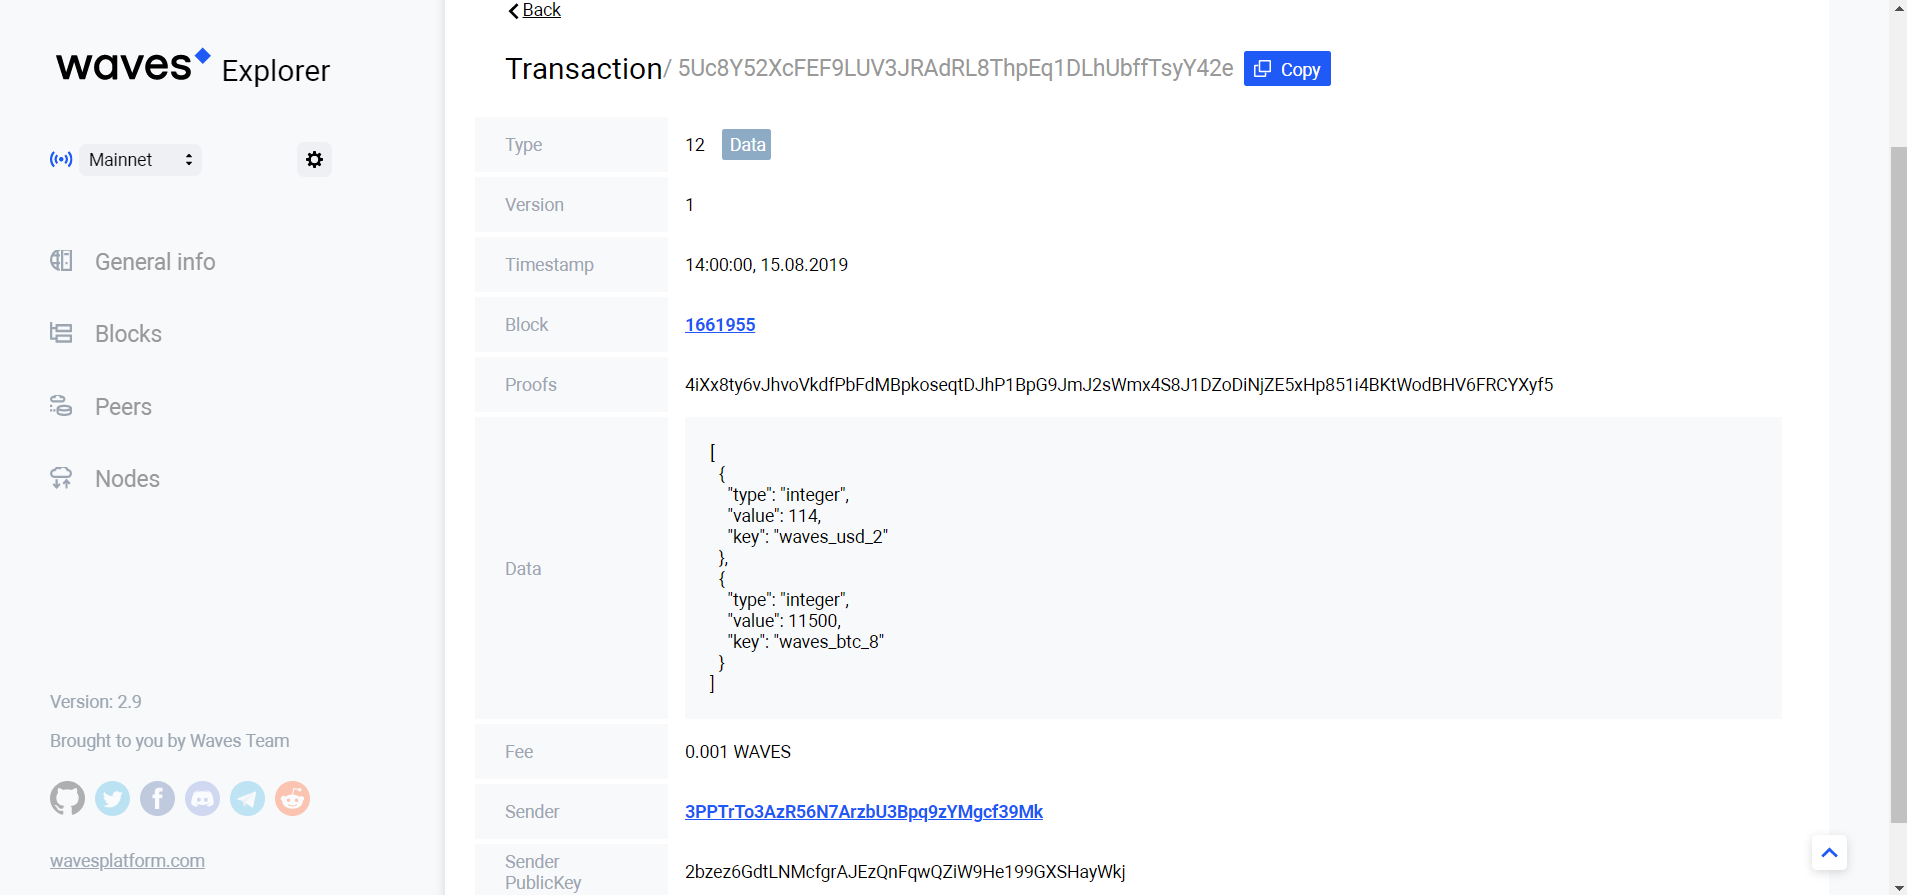 waves Explorer
Mainnet
General info
Blocks
Peers
Nodes
Version: 2.9
Brought to you by Waves Team
wavesplatform.com
Back
Transaction/ 5Uc8Y52XcFEF9LUV3JRAdRL8ThpEq1DLhUbffTsyY42e Copy
Type 12 Data
Version 1
Timestamp 14:00:00, 15.08.2019
Block 1661955
Proofs 4iXx8ty6vJhvoVkdfPbFdMBpkoseqtDJhP1BpG9JmJ2sWmx4S8J1DZoDiNjZE5xHp851i4BKtWodBHV6FRCYXyf5
Data
[
{
"type": "integer",
"value": 114,
"key": "waves_usd_2"
},
{
"type": "integer",
"value": 11500,
"key": "waves_btc_8"
}
]
Fee 0.001 WAVES
Sender 3PPTrTo3AzR56N7ArzbU3Bpq9zYMgcf39Mk
Sender
PublicKey 2bzez6GdtLNMcfgrAJEzQnFqwQZiW9He199GXSHayWkj